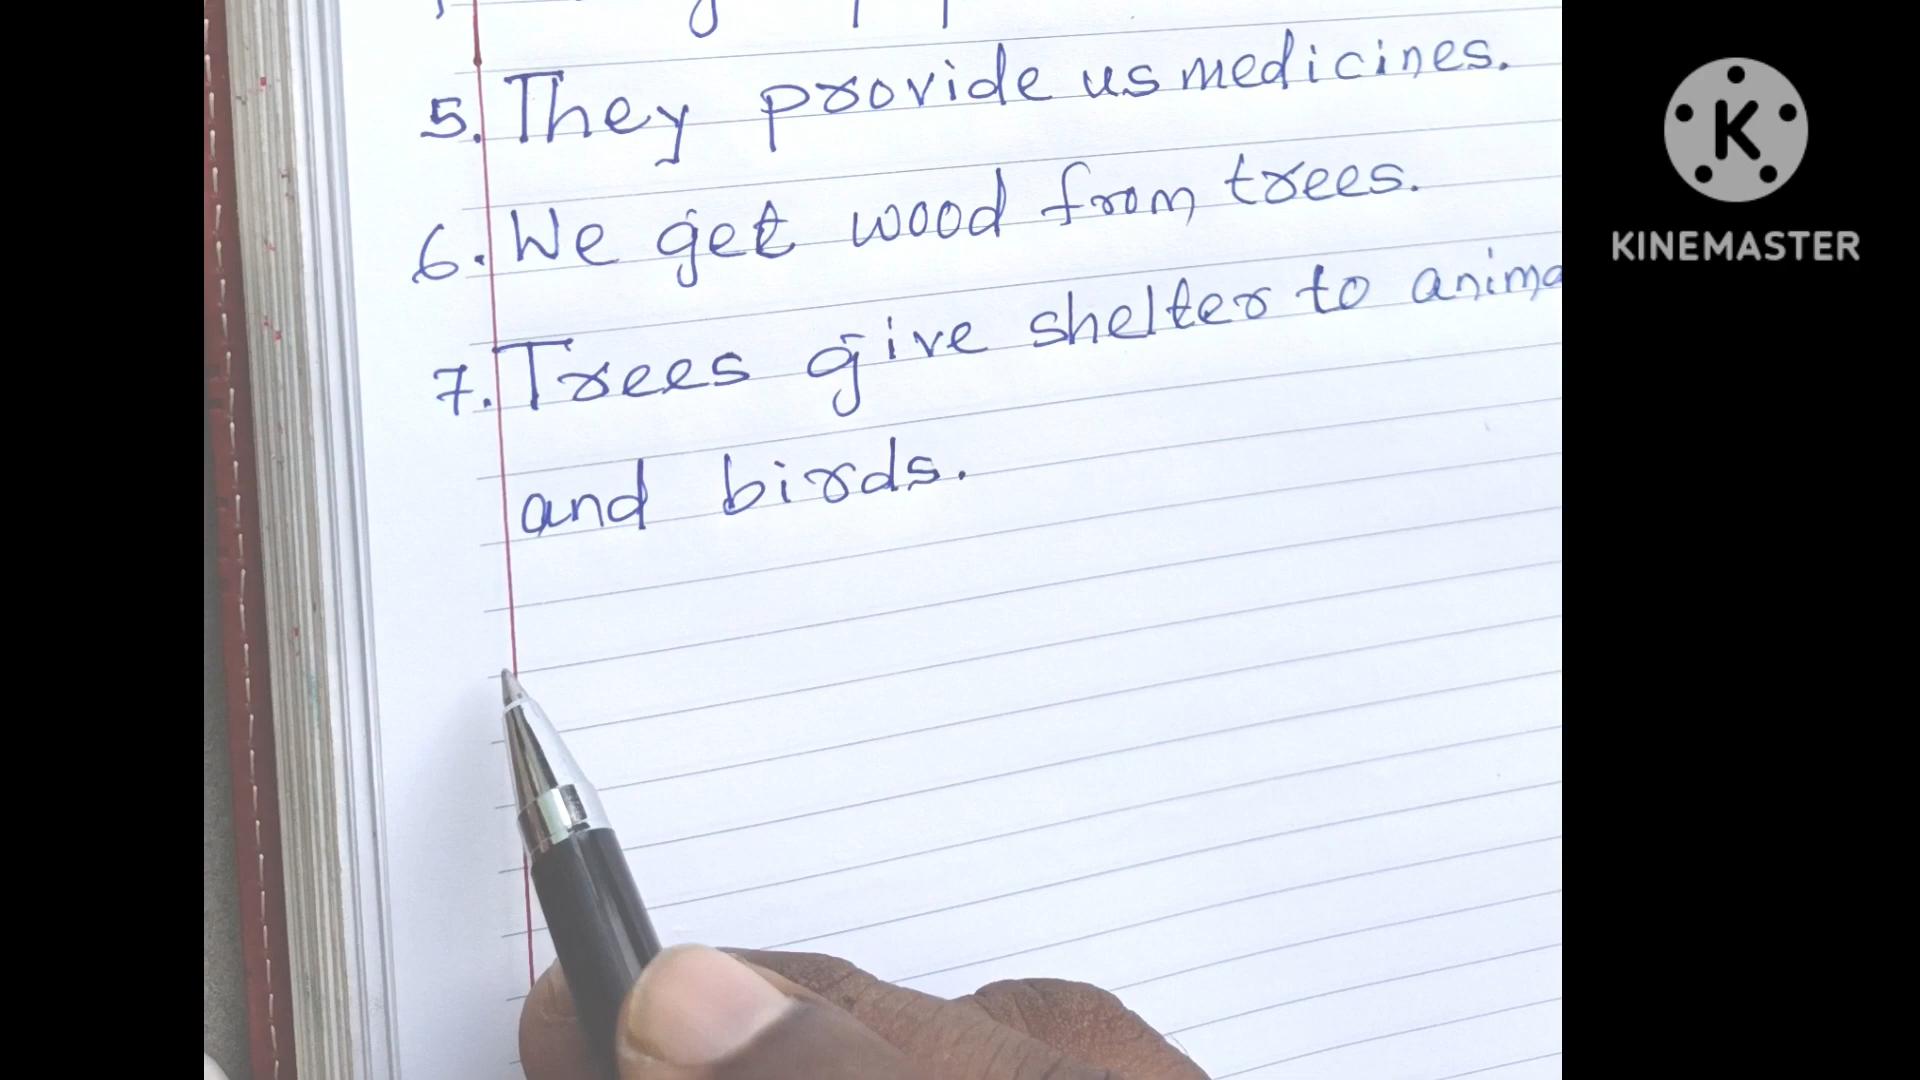 5. They provide us medicines.
6. We get wood from trees.
7. Trees give shelter to anima
and birds.
K
KINEMASTER